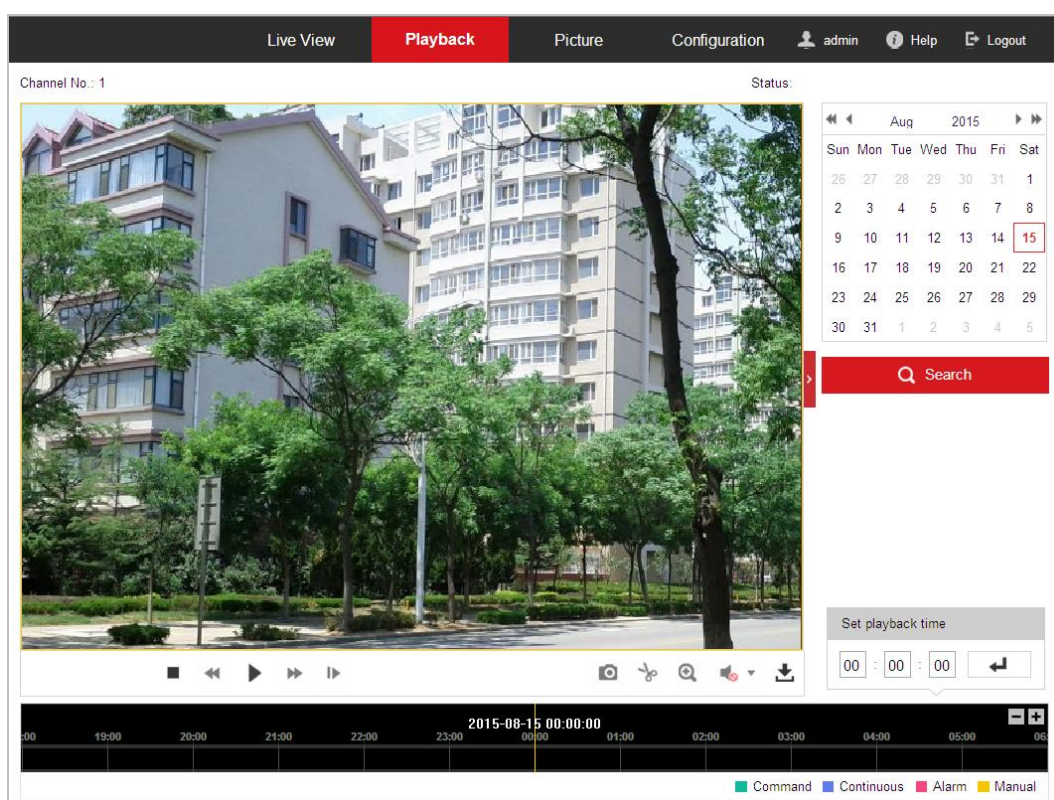 Live View Playback Picture Configuration admin Help Logout
Channel No.: 1 Status:
Aug 2015
Sun Mon Tue Wed Thu Fri Sat
26 27 28 29 30 31 1
2 3 4 5 6 7 8
9 10 11 12 13 14 15
16 17 18 19 20 21 22
23 24 25 26 27 28 29
30 31 1 2 3 4 5
Search
Set playback time
00 : 00 : 00
2015-08-15 00:00:00
:00 19:00 20:00 21:00 22:00 23:00 00:00 01:00 02:00 03:00 04:00 05:00 06:
Command Continuous Alarm Manual